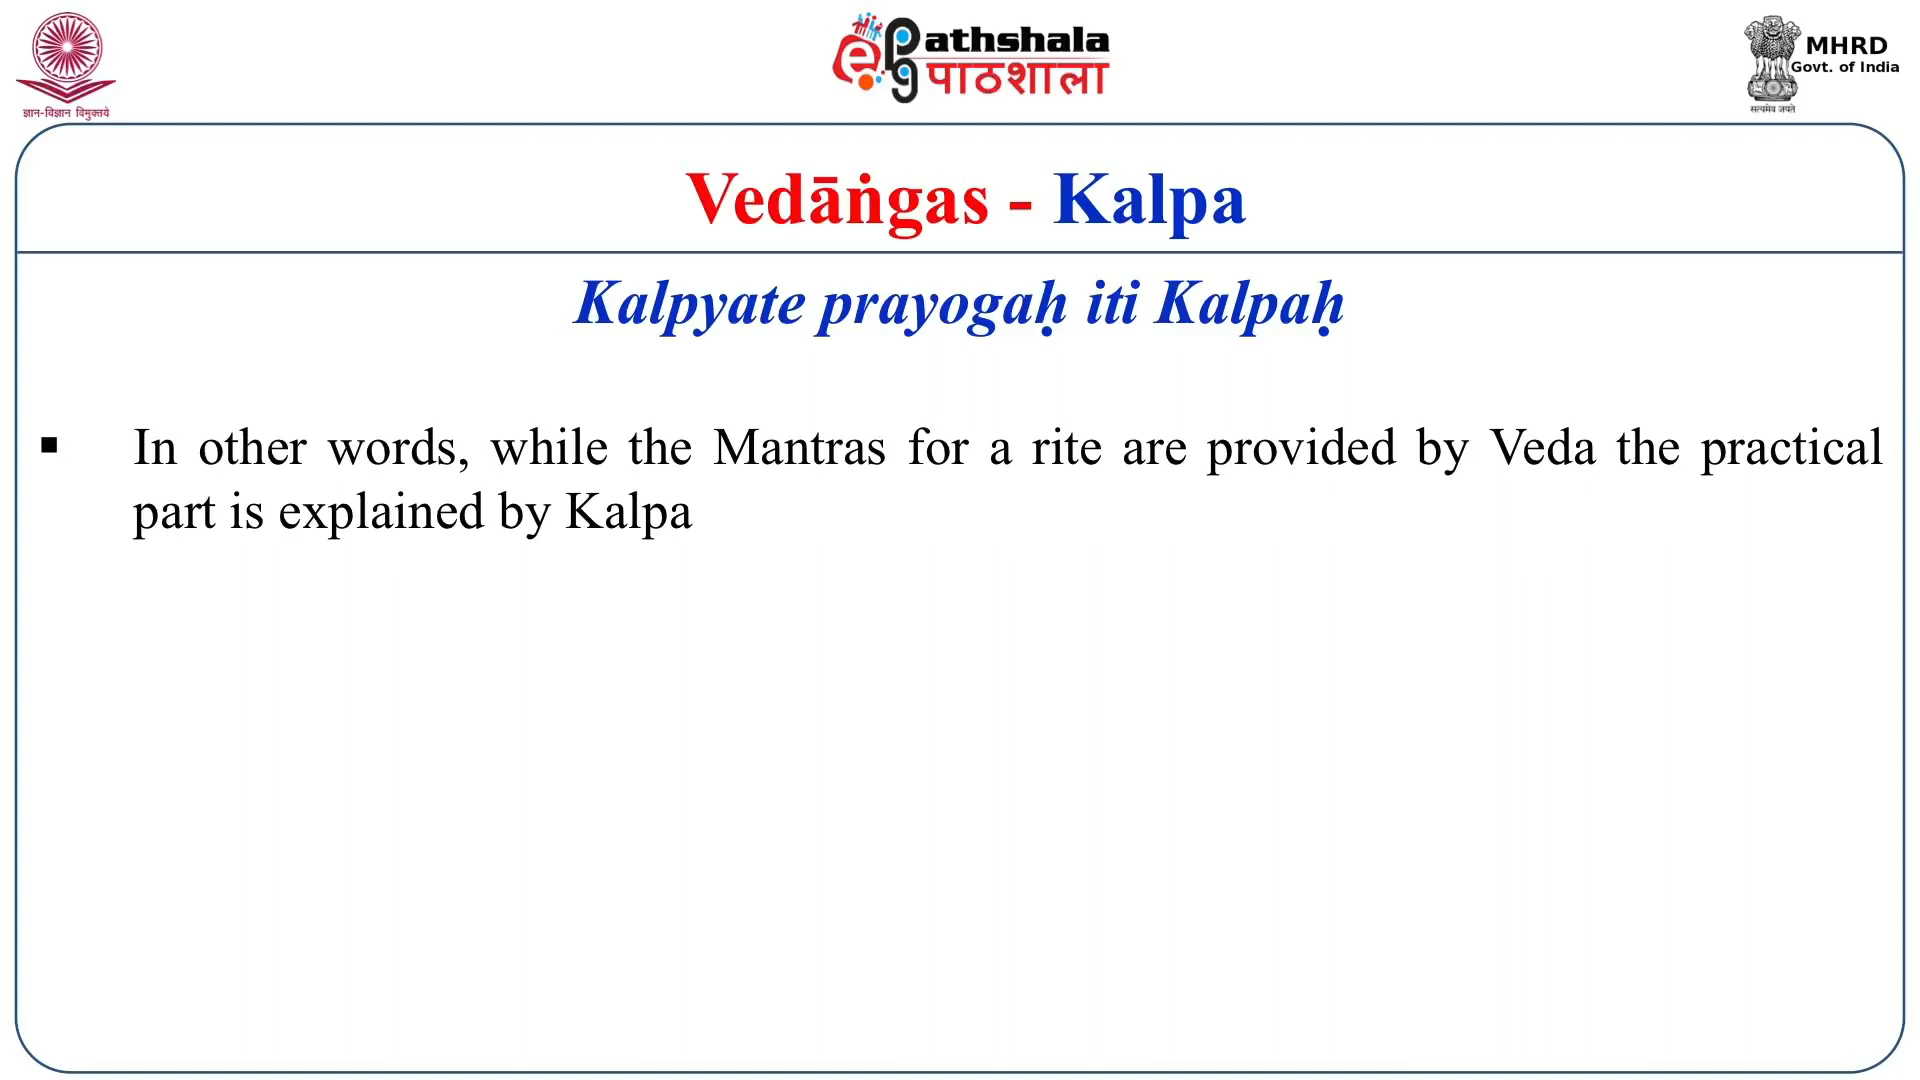 ज्ञान-विज्ञान विमुक्तये
ePathshala
पाठशाला
MHRD
Govt. of India
सत्यमेव जयते
Vedāṅgas - Kalpa
Kalpyate prayogaḥ iti Kalpaḥ
▪ In other words, while the Mantras for a rite are provided by Veda the practical
part is explained by Kalpa